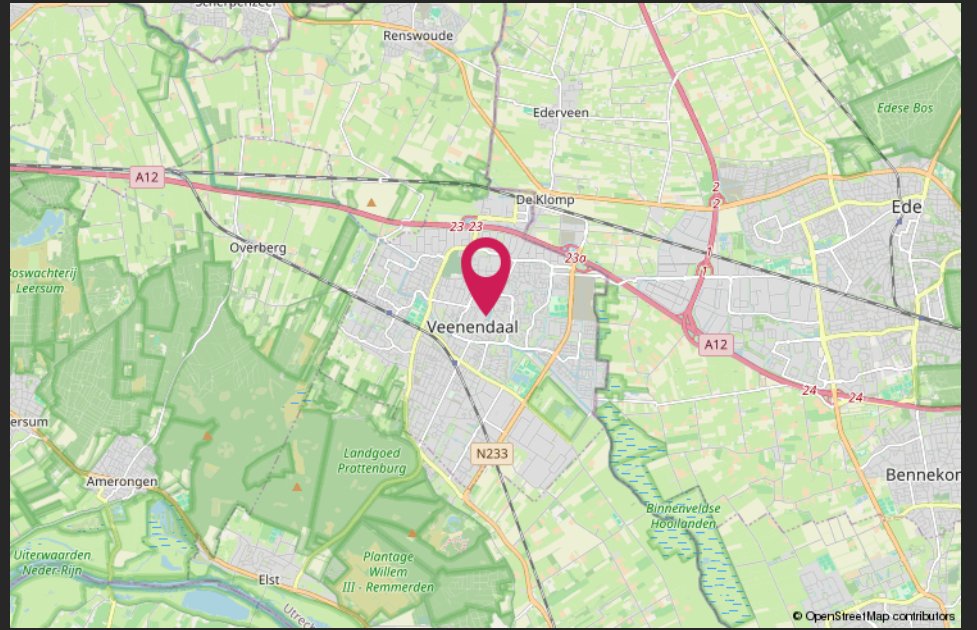 Scherpenzeel
Renswoude
Ederveen
Edese Bos
A12
2
2
De Klomp
Ede
23 23
Overberg
23a
1
1
Boswachterij
Leersum
Veenendaal
A12
24
24
ersum
Landgoed
Prattenburg
N233
Amerongen
Bennekom
Binnenveldse
Hooilanden
Uiterwaarden
Neder-Rijn
Plantage
Willem
III - Remmerden
Elst
Utrech
© OpenStreetMap contributors